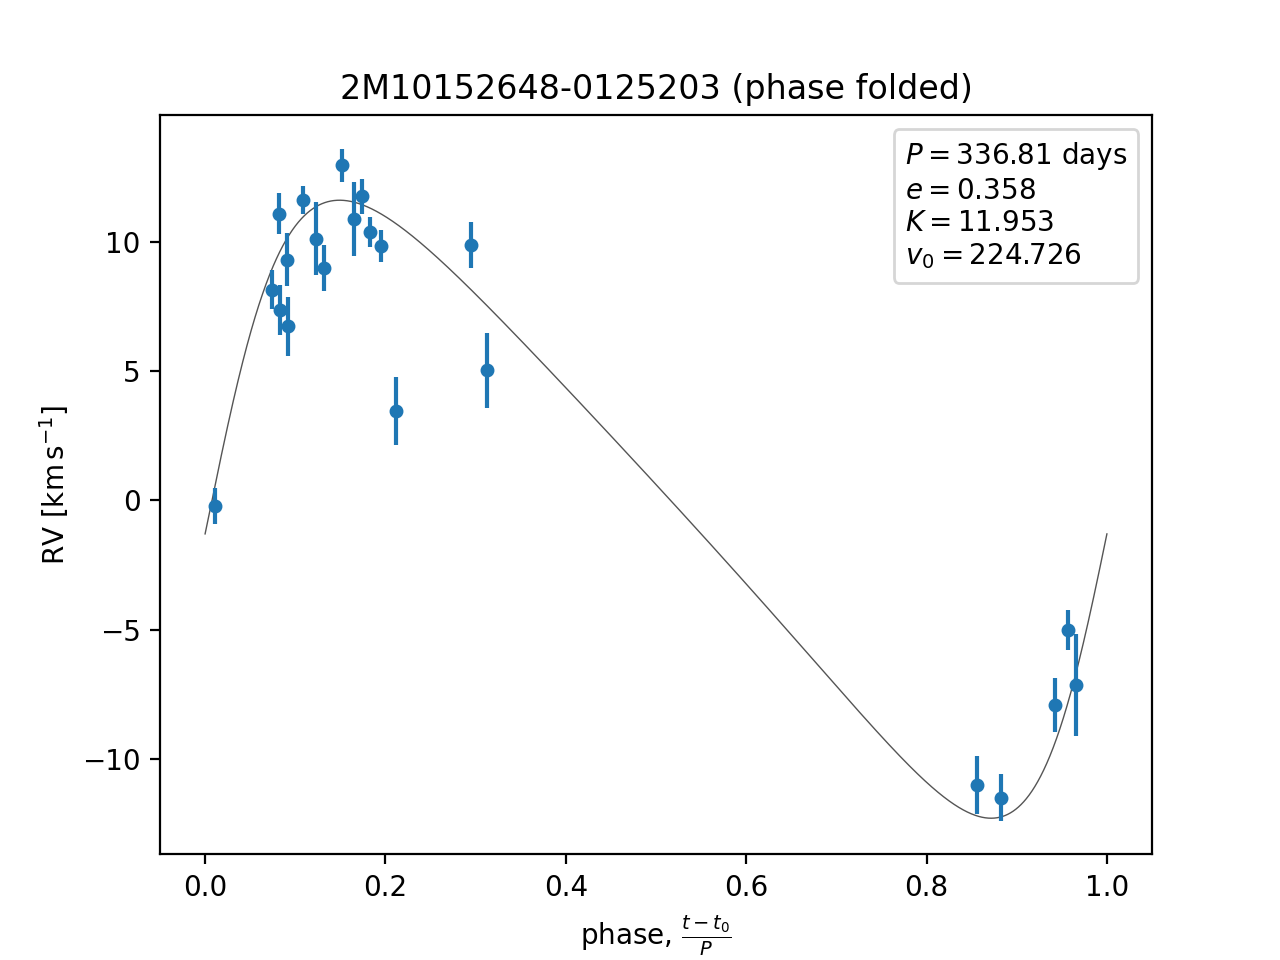 2M10152648-0125203 (phase folded)
P = 336.81 days
e = 0.358
K = 11.953
v₀ = 224.726
10
5
0
−5
−10
RV [km s⁻¹]
0.0 0.2 0.4 0.6 0.8 1.0
phase, (t − t₀)/P